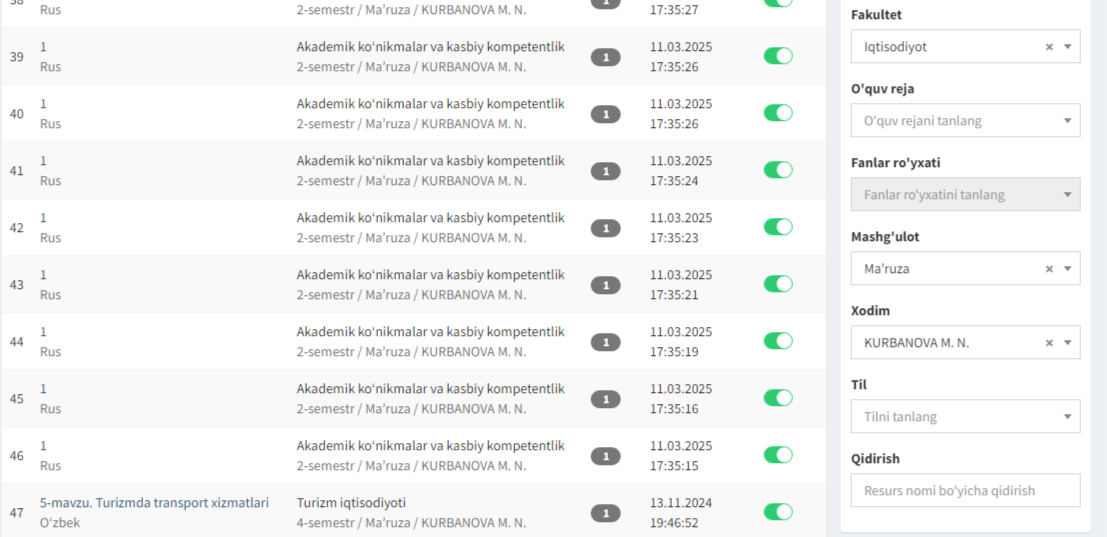 38
Rus
2-semestr / Ma’ruza / KURBANOVA M. N.
1
17:35:27
39
1
Rus
Akademik ko‘nikmalar va kasbiy kompetentlik
2-semestr / Ma’ruza / KURBANOVA M. N.
1
11.03.2025
17:35:26
40
1
Rus
Akademik ko‘nikmalar va kasbiy kompetentlik
2-semestr / Ma’ruza / KURBANOVA M. N.
1
11.03.2025
17:35:26
41
1
Rus
Akademik ko‘nikmalar va kasbiy kompetentlik
2-semestr / Ma’ruza / KURBANOVA M. N.
1
11.03.2025
17:35:24
42
1
Rus
Akademik ko‘nikmalar va kasbiy kompetentlik
2-semestr / Ma’ruza / KURBANOVA M. N.
1
11.03.2025
17:35:23
43
1
Rus
Akademik ko‘nikmalar va kasbiy kompetentlik
2-semestr / Ma’ruza / KURBANOVA M. N.
1
11.03.2025
17:35:21
44
1
Rus
Akademik ko‘nikmalar va kasbiy kompetentlik
2-semestr / Ma’ruza / KURBANOVA M. N.
1
11.03.2025
17:35:19
45
1
Rus
Akademik ko‘nikmalar va kasbiy kompetentlik
2-semestr / Ma’ruza / KURBANOVA M. N.
1
11.03.2025
17:35:16
46
1
Rus
Akademik ko‘nikmalar va kasbiy kompetentlik
2-semestr / Ma’ruza / KURBANOVA M. N.
1
11.03.2025
17:35:15
47
5-mavzu. Turizmda transport xizmatlari
O‘zbek
Turizm iqtisodiyoti
4-semestr / Ma’ruza / KURBANOVA M. N.
1
13.11.2024
19:46:52
Fakultet
Iqtisodiyot ×
O'quv reja
O'quv rejani tanlang
Fanlar ro'yxati
Fanlar ro'yxatini tanlang
Mashg'ulot
Ma’ruza ×
Xodim
KURBANOVA M. N. ×
Til
Tilni tanlang
Qidirish
Resurs nomi bo'yicha qidirish